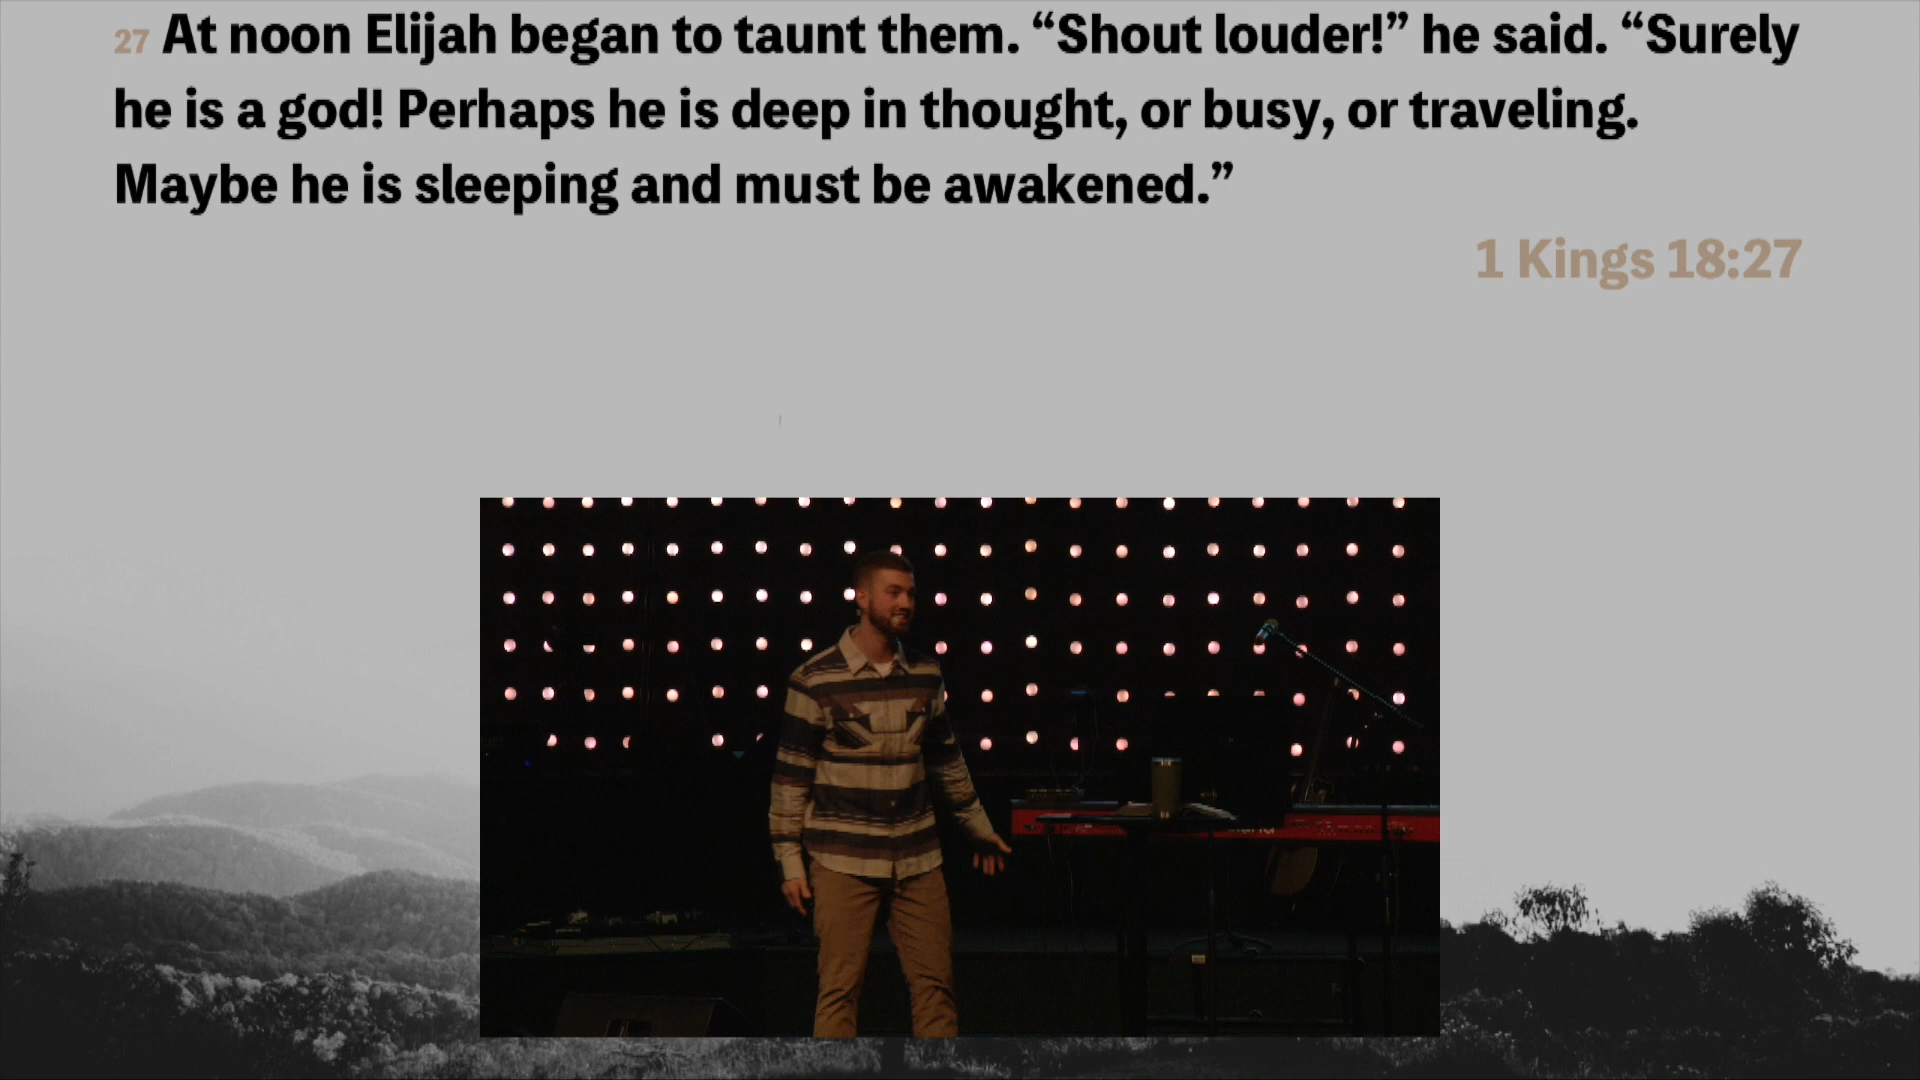 27 At noon Elijah began to taunt them. “Shout louder!” he said. “Surely
he is a god! Perhaps he is deep in thought, or busy, or traveling.
Maybe he is sleeping and must be awakened.”
1 Kings 18:27